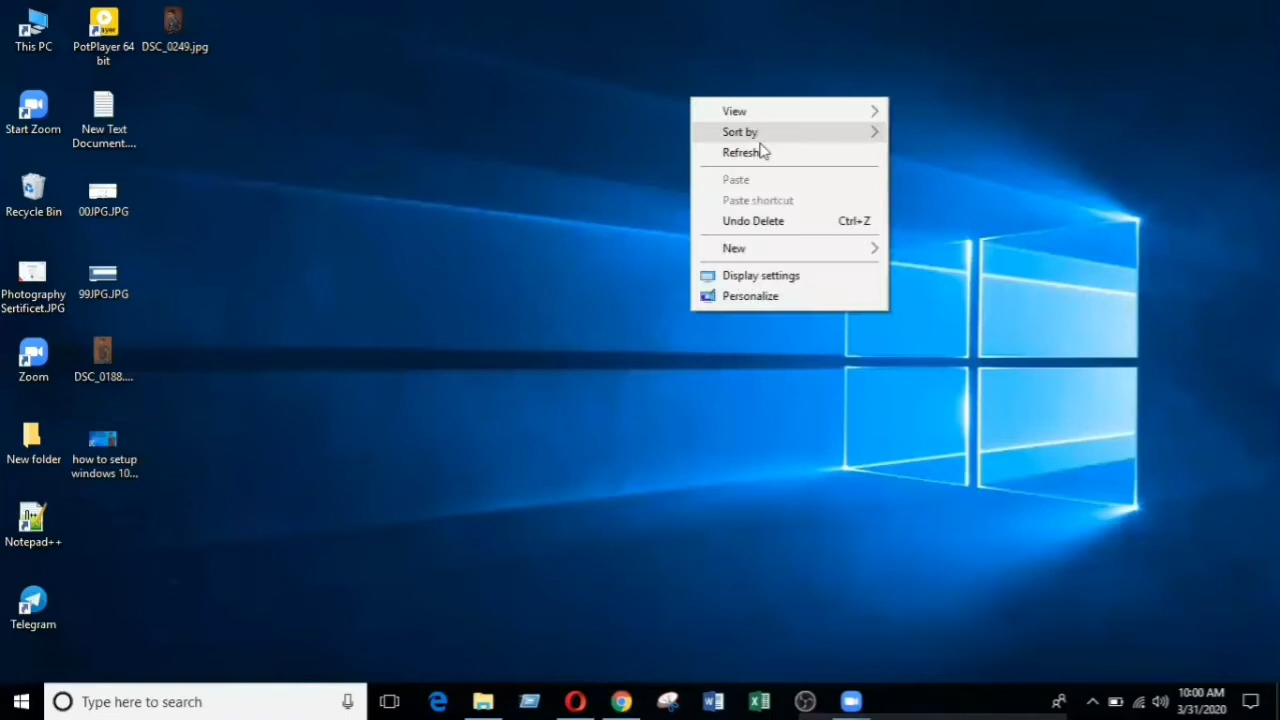 This PC
PotPlayer 64
bit
DSC_0249.jpg
Start Zoom
New Text
Document....
Recycle Bin
00JPG.JPG
Photography
Sertificet.JPG
99JPG.JPG
Zoom
DSC_0188....
New folder
how to setup
windows 10...
Notepad++
Telegram
View
Sort by
Refresh
Paste
Paste shortcut
Undo Delete Ctrl+Z
New
Display settings
Personalize
Type here to search
10:00 AM
3/31/2020